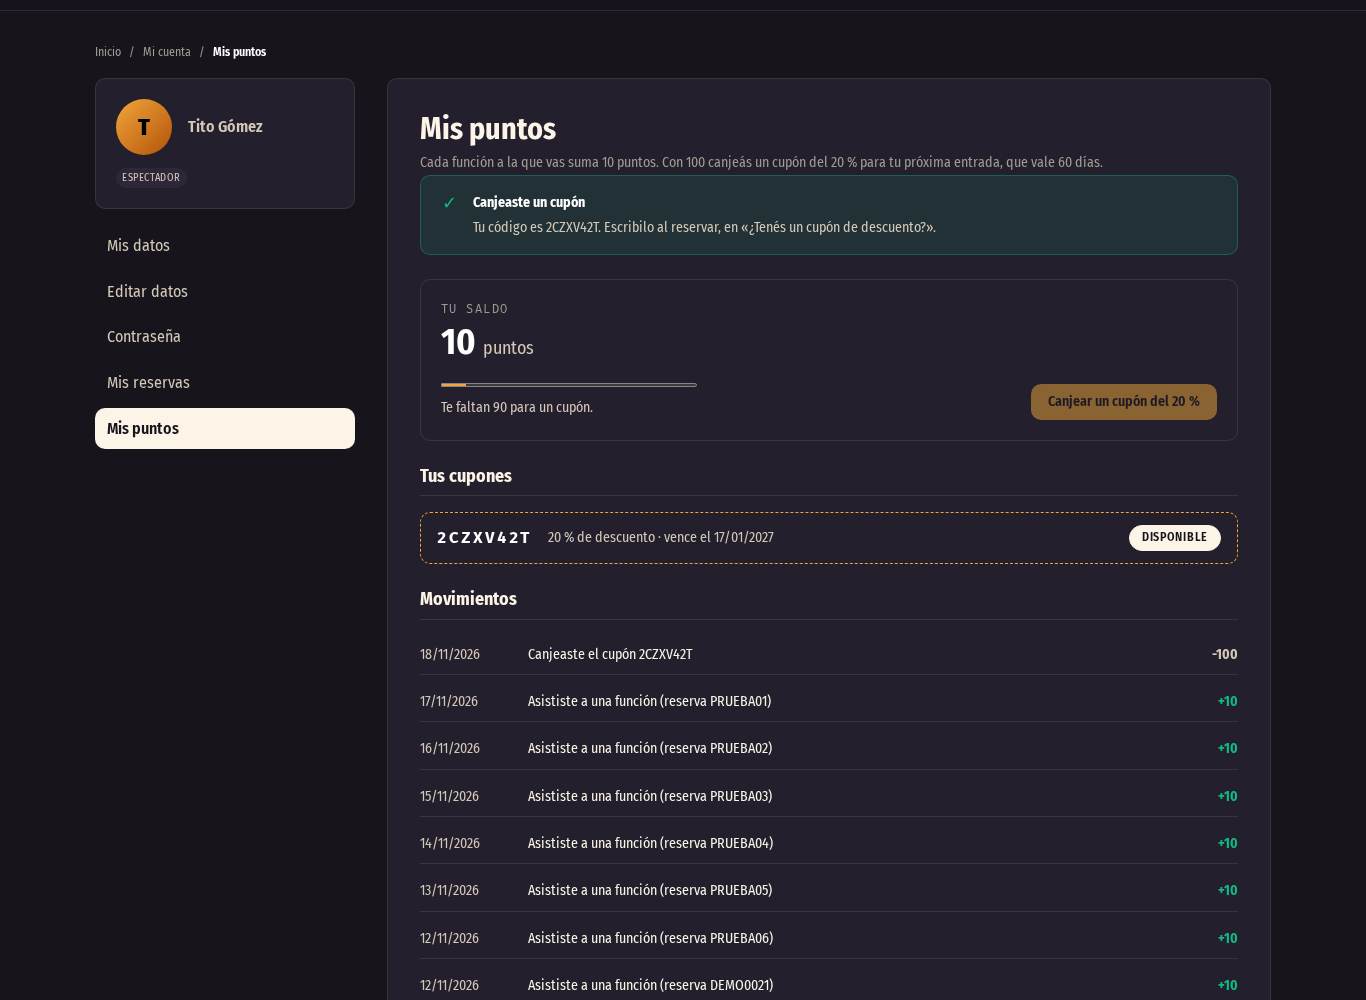 Inicio / Mi cuenta / Mis puntos
T
Tito Gómez
ESPECTADOR
Mis datos
Editar datos
Contraseña
Mis reservas
Mis puntos
Mis puntos
Cada función a la que vas suma 10 puntos. Con 100 canjeás un cupón del 20 % para tu próxima entrada, que vale 60 días.
✓ Canjeaste un cupón
Tu código es 2CZXV42T. Escribilo al reservar, en «¿Tenés un cupón de descuento?».
TU SALDO
10 puntos
Te faltan 90 para un cupón.
Canjear un cupón del 20 %
Tus cupones
2CZXV42T 20 % de descuento · vence el 17/01/2027 DISPONIBLE
Movimientos
18/11/2026 Canjeaste el cupón 2CZXV42T -100
17/11/2026 Asististe a una función (reserva PRUEBA01) +10
16/11/2026 Asististe a una función (reserva PRUEBA02) +10
15/11/2026 Asististe a una función (reserva PRUEBA03) +10
14/11/2026 Asististe a una función (reserva PRUEBA04) +10
13/11/2026 Asististe a una función (reserva PRUEBA05) +10
12/11/2026 Asististe a una función (reserva PRUEBA06) +10
12/11/2026 Asististe a una función (reserva DEMO0021) +10